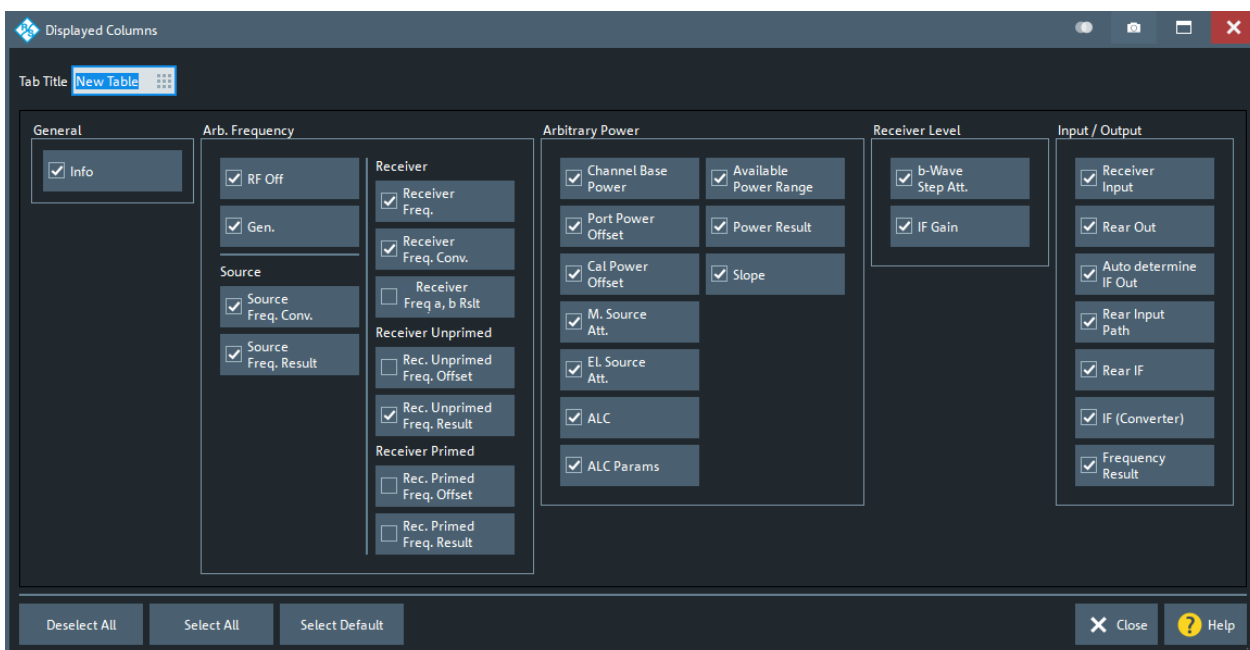 Displayed Columns
Tab Title New Table
General
Info
Arb. Frequency
RF Off
Gen.
Source
Source
Freq. Conv.
Source
Freq. Result
Receiver
Receiver
Freq.
Receiver
Freq. Conv.
Receiver
Freq a, b Rslt
Receiver Unprimed
Rec. Unprimed
Freq. Offset
Rec. Unprimed
Freq. Result
Receiver Primed
Rec. Primed
Freq. Offset
Rec. Primed
Freq. Result
Arbitrary Power
Channel Base
Power
Port Power
Offset
Cal Power
Offset
M. Source
Att.
El. Source
Att.
ALC
ALC Params
Available
Power Range
Power Result
Slope
Receiver Level
b-Wave
Step Att.
IF Gain
Input / Output
Receiver
Input
Rear Out
Auto determine
IF Out
Rear Input
Path
Rear IF
IF (Converter)
Frequency
Result
Deselect All
Select All
Select Default
Close
? Help